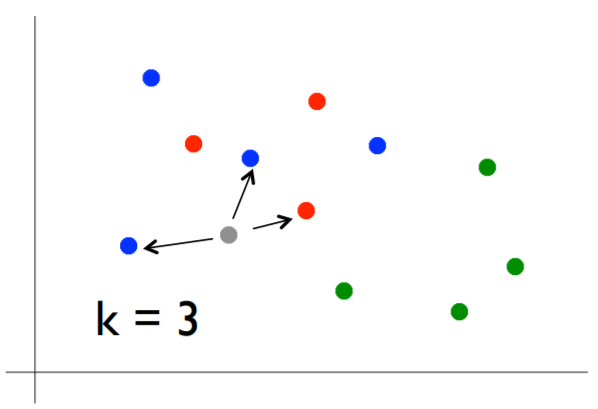 k = 3